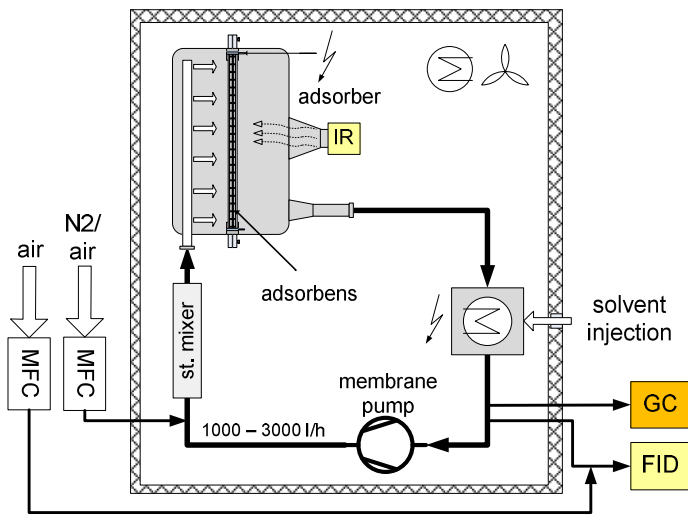 adsorber
IR
N2/
air
air
adsorbens
MFC
MFC
st. mixer
solvent
injection
membrane
pump
1000 – 3000 l/h
GC
FID